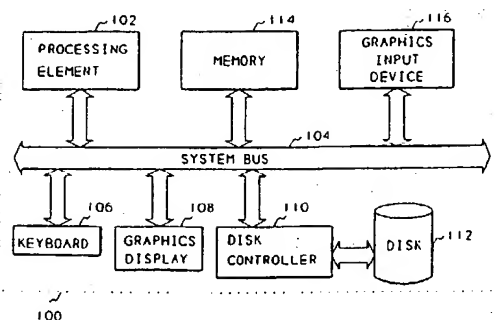 102
114
116
PROCESSING
ELEMENT
MEMORY
GRAPHICS
INPUT
DEVICE
104
SYSTEM BUS
106
108
110
KEYBOARD
GRAPHICS
DISPLAY
DISK
CONTROLLER
DISK
112
100